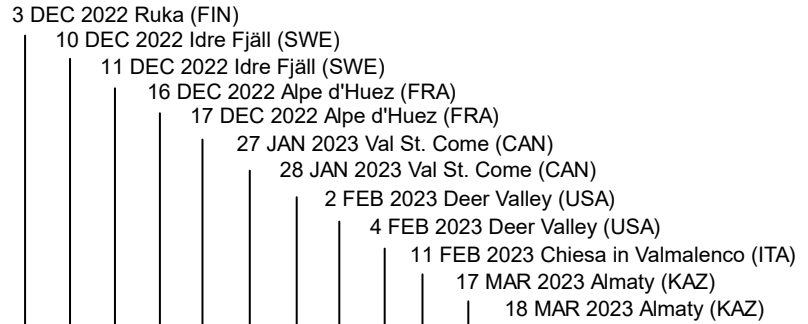 3 DEC 2022 Ruka (FIN)
10 DEC 2022 Idre Fjäll (SWE)
11 DEC 2022 Idre Fjäll (SWE)
16 DEC 2022 Alpe d'Huez (FRA)
17 DEC 2022 Alpe d'Huez (FRA)
27 JAN 2023 Val St. Come (CAN)
28 JAN 2023 Val St. Come (CAN)
2 FEB 2023 Deer Valley (USA)
4 FEB 2023 Deer Valley (USA)
11 FEB 2023 Chiesa in Valmalenco (ITA)
17 MAR 2023 Almaty (KAZ)
18 MAR 2023 Almaty (KAZ)